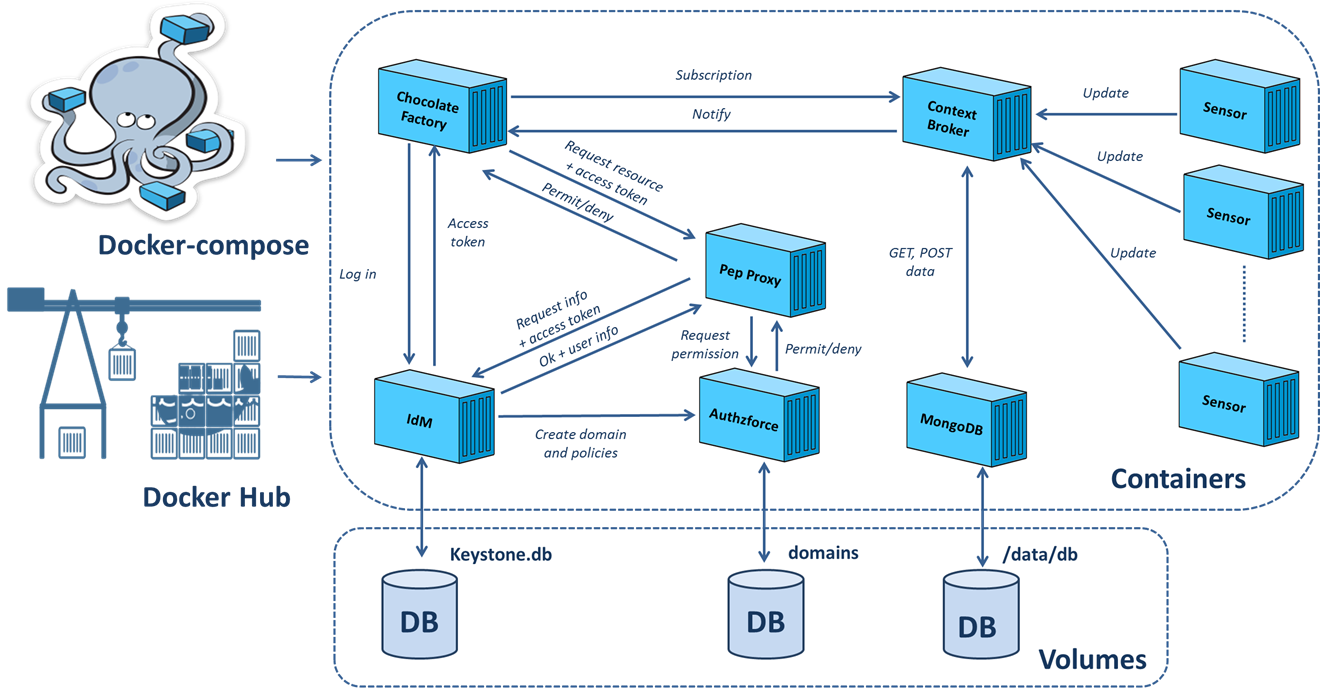 Docker-compose
Docker Hub
Chocolate
Factory
Subscription
Notify
Context
Broker
Update
Sensor
Update
Sensor
Update
Sensor
Request resource
+ access token
Permit/deny
Access
token
Log in
Pep Proxy
GET, POST
data
Request info
+ access token
Ok + user info
Request
permission
Permit/deny
IdM
Create domain
and policies
Authzforce
MongoDB
Containers
Keystone.db
DB
domains
DB
/data/db
DB
Volumes